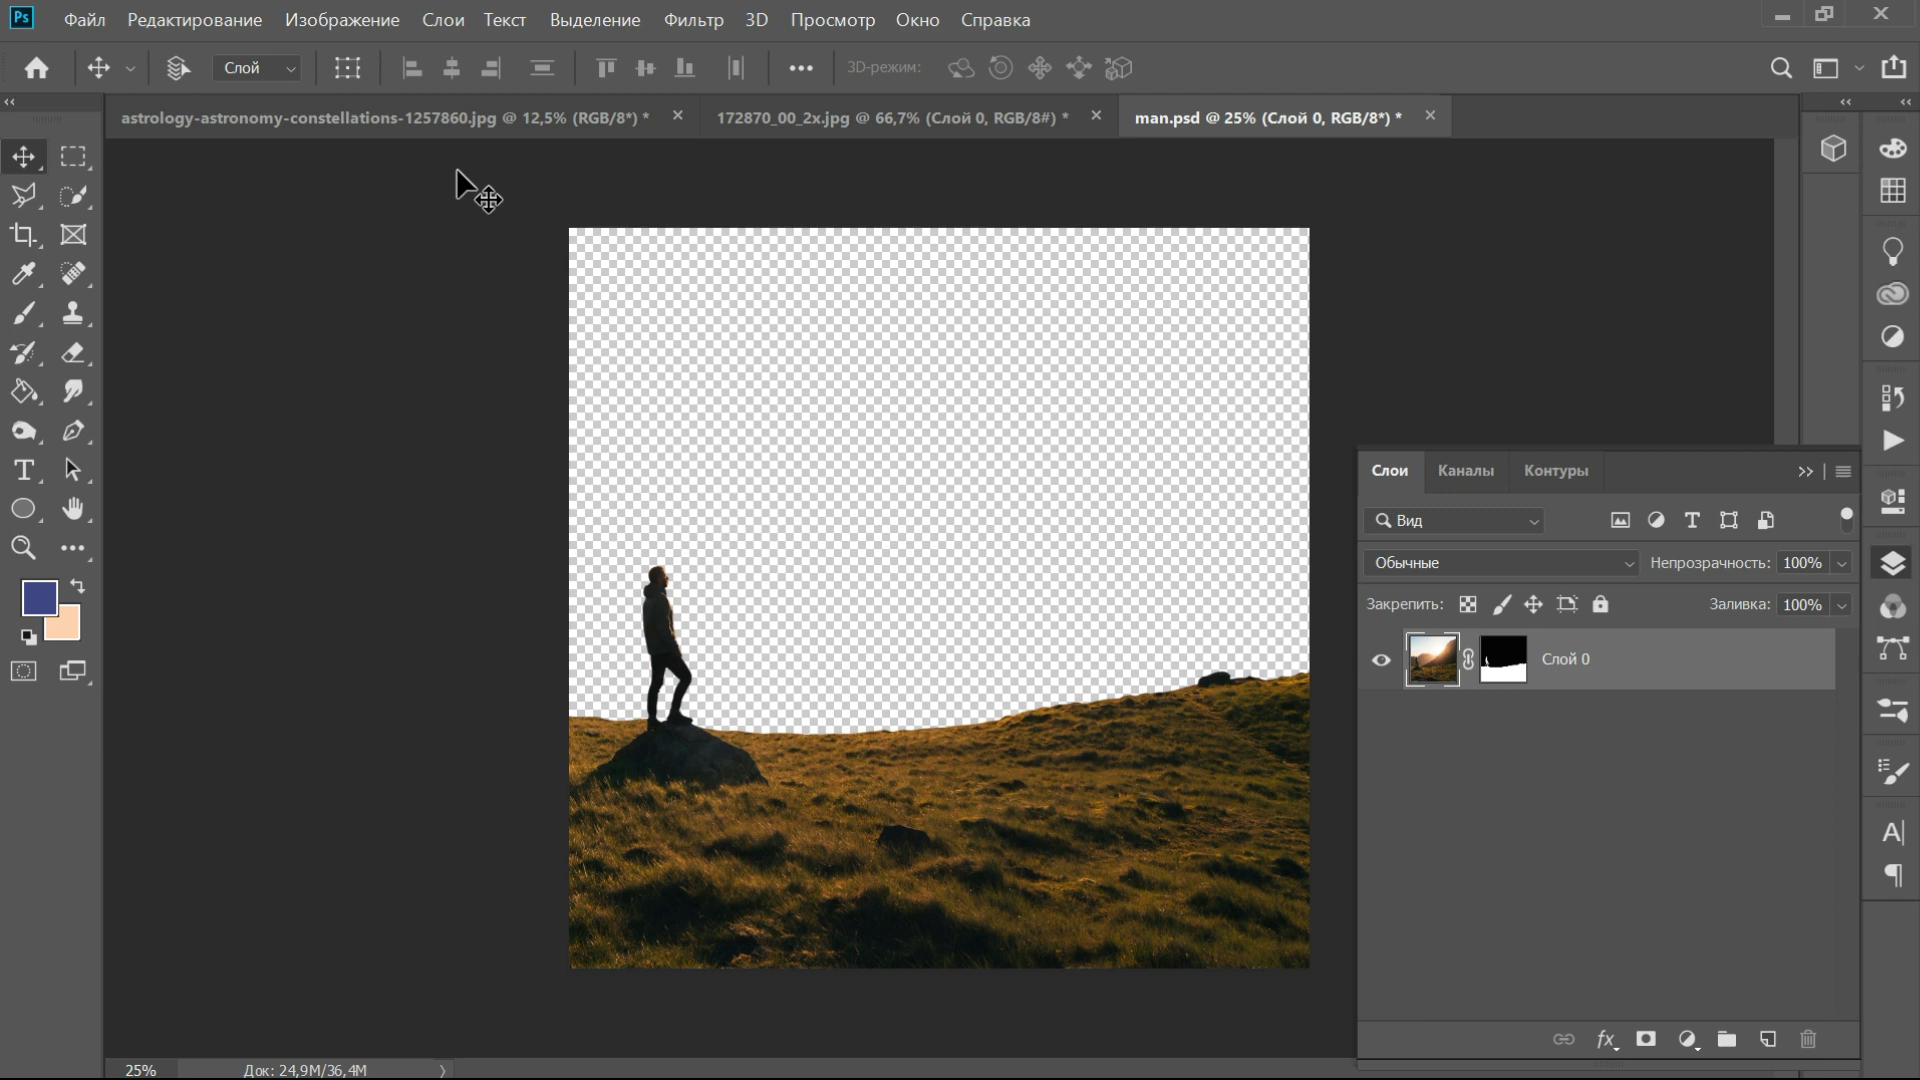 Ps Файл Редактирование Изображение Слои Текст Выделение Фильтр 3D Просмотр Окно Справка
Слой 3D-режим:
astrology-astronomy-constellations-1257860.jpg @ 12,5% (RGB/8*) * 172870_00_2x.jpg @ 66,7% (Слой 0, RGB/8#) * man.psd @ 25% (Слой 0, RGB/8*) *
Слои Каналы Контуры
Вид
Обычные Непрозрачность: 100%
Закрепить: Заливка: 100%
Слой 0
25% Док: 24,9M/36,4M